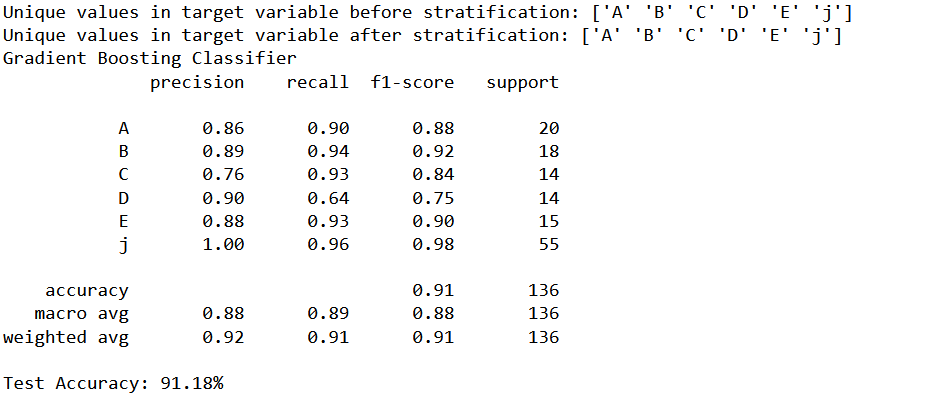 Unique values in target variable before stratification: ['A' 'B' 'C' 'D' 'E' 'j']
Unique values in target variable after stratification: ['A' 'B' 'C' 'D' 'E' 'j']
Gradient Boosting Classifier
              precision    recall  f1-score   support

           A       0.86      0.90      0.88        20
           B       0.89      0.94      0.92        18
           C       0.76      0.93      0.84        14
           D       0.90      0.64      0.75        14
           E       0.88      0.93      0.90        15
           j       1.00      0.96      0.98        55

    accuracy                           0.91       136
   macro avg       0.88      0.89      0.88       136
weighted avg       0.92      0.91      0.91       136

Test Accuracy: 91.18%